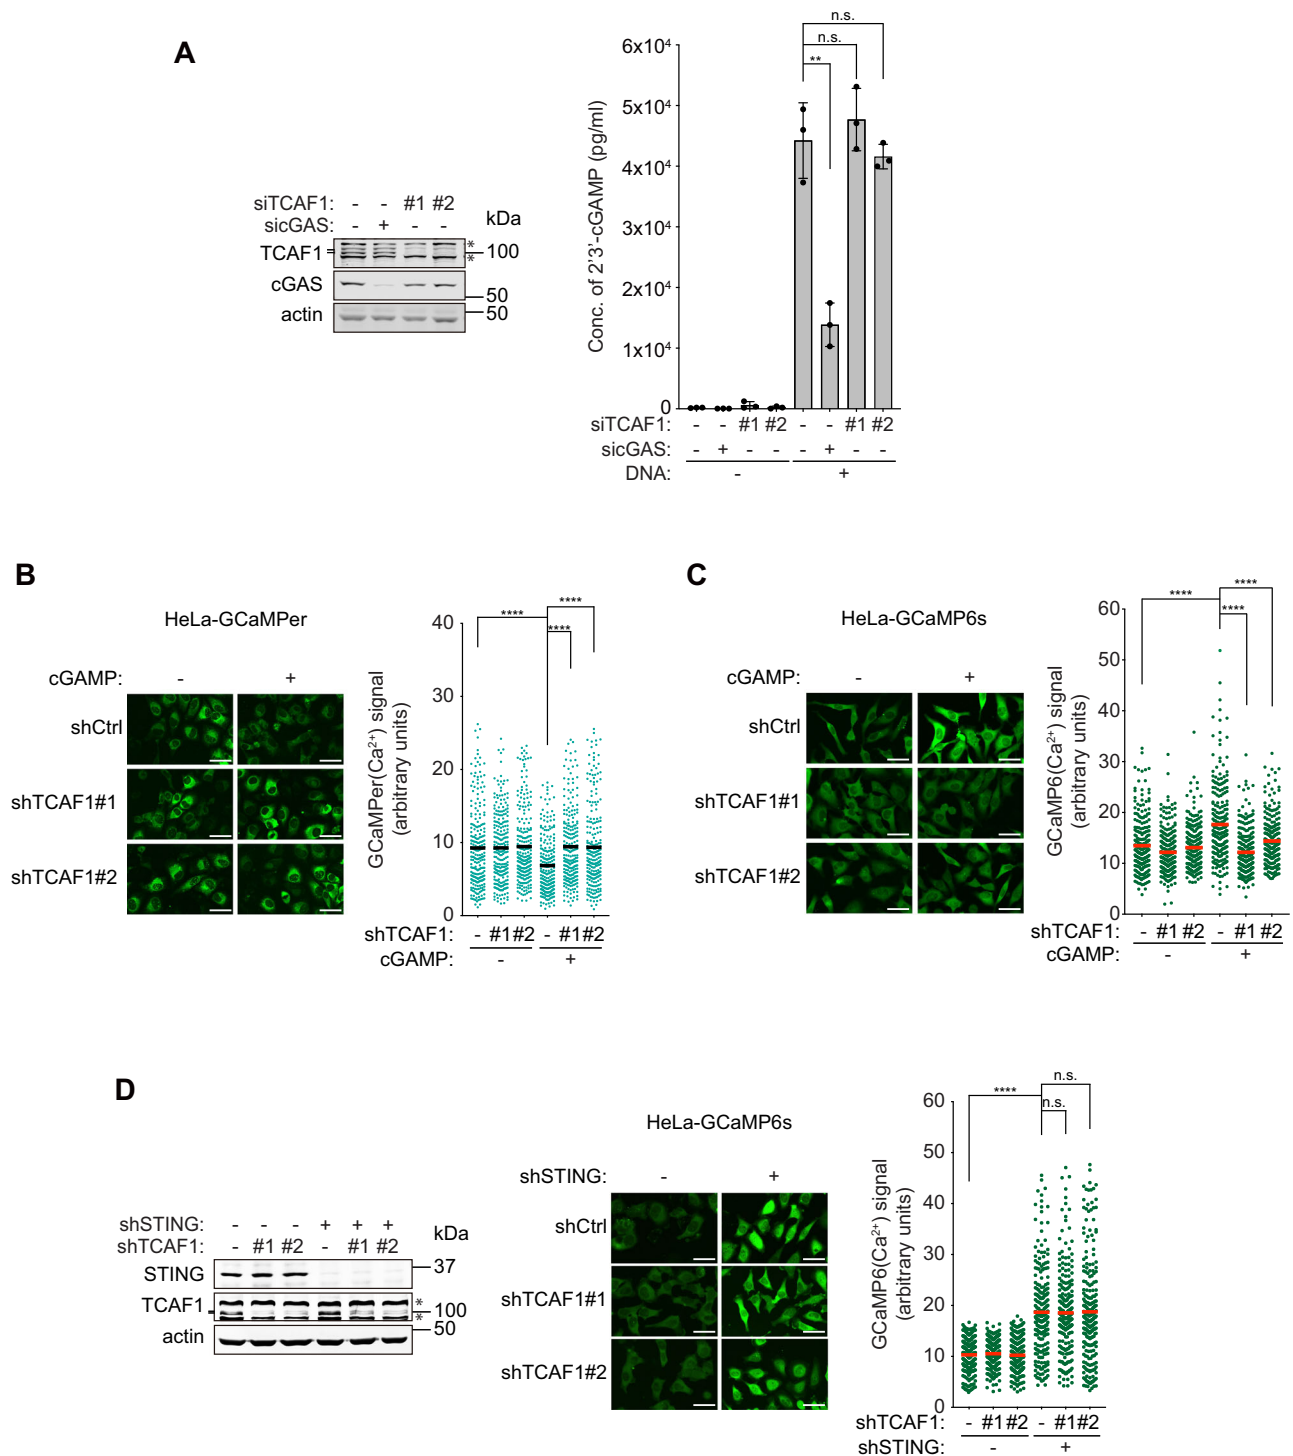 A
siTCAF1: - - #1 #2
sicGAS: - + - -
kDa
TCAF1
*
100
*
cGAS
50
actin
50
Conc. of 2'3'-cGAMP (pg/ml)
6x10⁴
5x10⁴
4x10⁴
3x10⁴
2x10⁴
1x10⁴
0
n.s.
n.s.
**
siTCAF1: - - #1 #2 - - #1 #2
sicGAS: - + - - - + - -
DNA: - +
B
HeLa-GCaMPer
cGAMP: - +
shCtrl
shTCAF1#1
shTCAF1#2
GCaMPer(Ca²⁺) signal
(arbitrary units)
40
30
20
10
0
****
****
****
shTCAF1: - #1 #2 - #1 #2
cGAMP: - +
C
HeLa-GCaMP6s
cGAMP: - +
shCtrl
shTCAF1#1
shTCAF1#2
GCaMP6(Ca²⁺) signal
(arbitrary units)
60
50
40
30
20
10
0
****
****
****
shTCAF1: - #1 #2 - #1 #2
cGAMP: - +
D
shSTING: - - - + + +
shTCAF1: - #1 #2 - #1 #2
kDa
STING
37
TCAF1
*
100
*
50
actin
HeLa-GCaMP6s
shSTING: - +
shCtrl
shTCAF1#1
shTCAF1#2
GCaMP6(Ca²⁺) signal
(arbitrary units)
60
50
40
30
20
10
0
n.s.
****
n.s.
shTCAF1: - #1 #2 - #1 #2
shSTING: - +